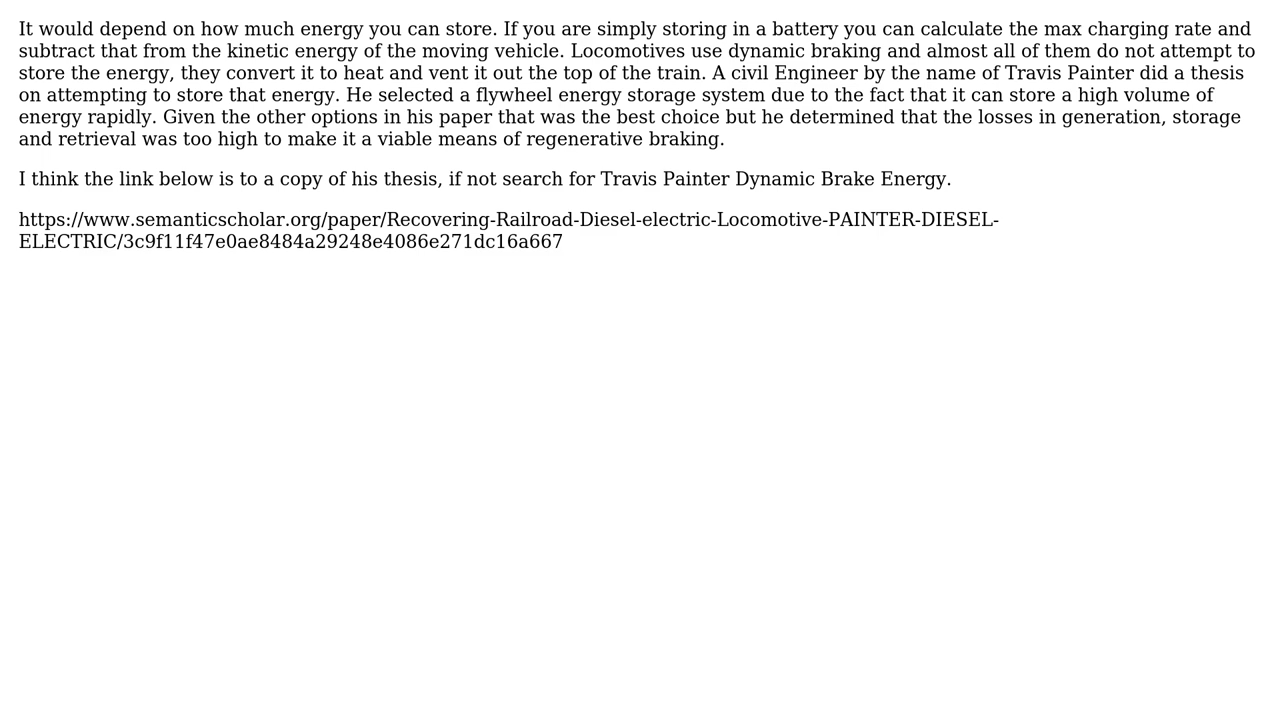 It would depend on how much energy you can store. If you are simply storing in a battery you can calculate the max charging rate and
subtract that from the kinetic energy of the moving vehicle. Locomotives use dynamic braking and almost all of them do not attempt to
store the energy, they convert it to heat and vent it out the top of the train. A civil Engineer by the name of Travis Painter did a thesis
on attempting to store that energy. He selected a flywheel energy storage system due to the fact that it can store a high volume of
energy rapidly. Given the other options in his paper that was the best choice but he determined that the losses in generation, storage
and retrieval was too high to make it a viable means of regenerative braking.
I think the link below is to a copy of his thesis, if not search for Travis Painter Dynamic Brake Energy.
https://www.semanticscholar.org/paper/Recovering-Railroad-Diesel-electric-Locomotive-PAINTER-DIESEL-
ELECTRIC/3c9f11f47e0ae8484a29248e4086e271dc16a667